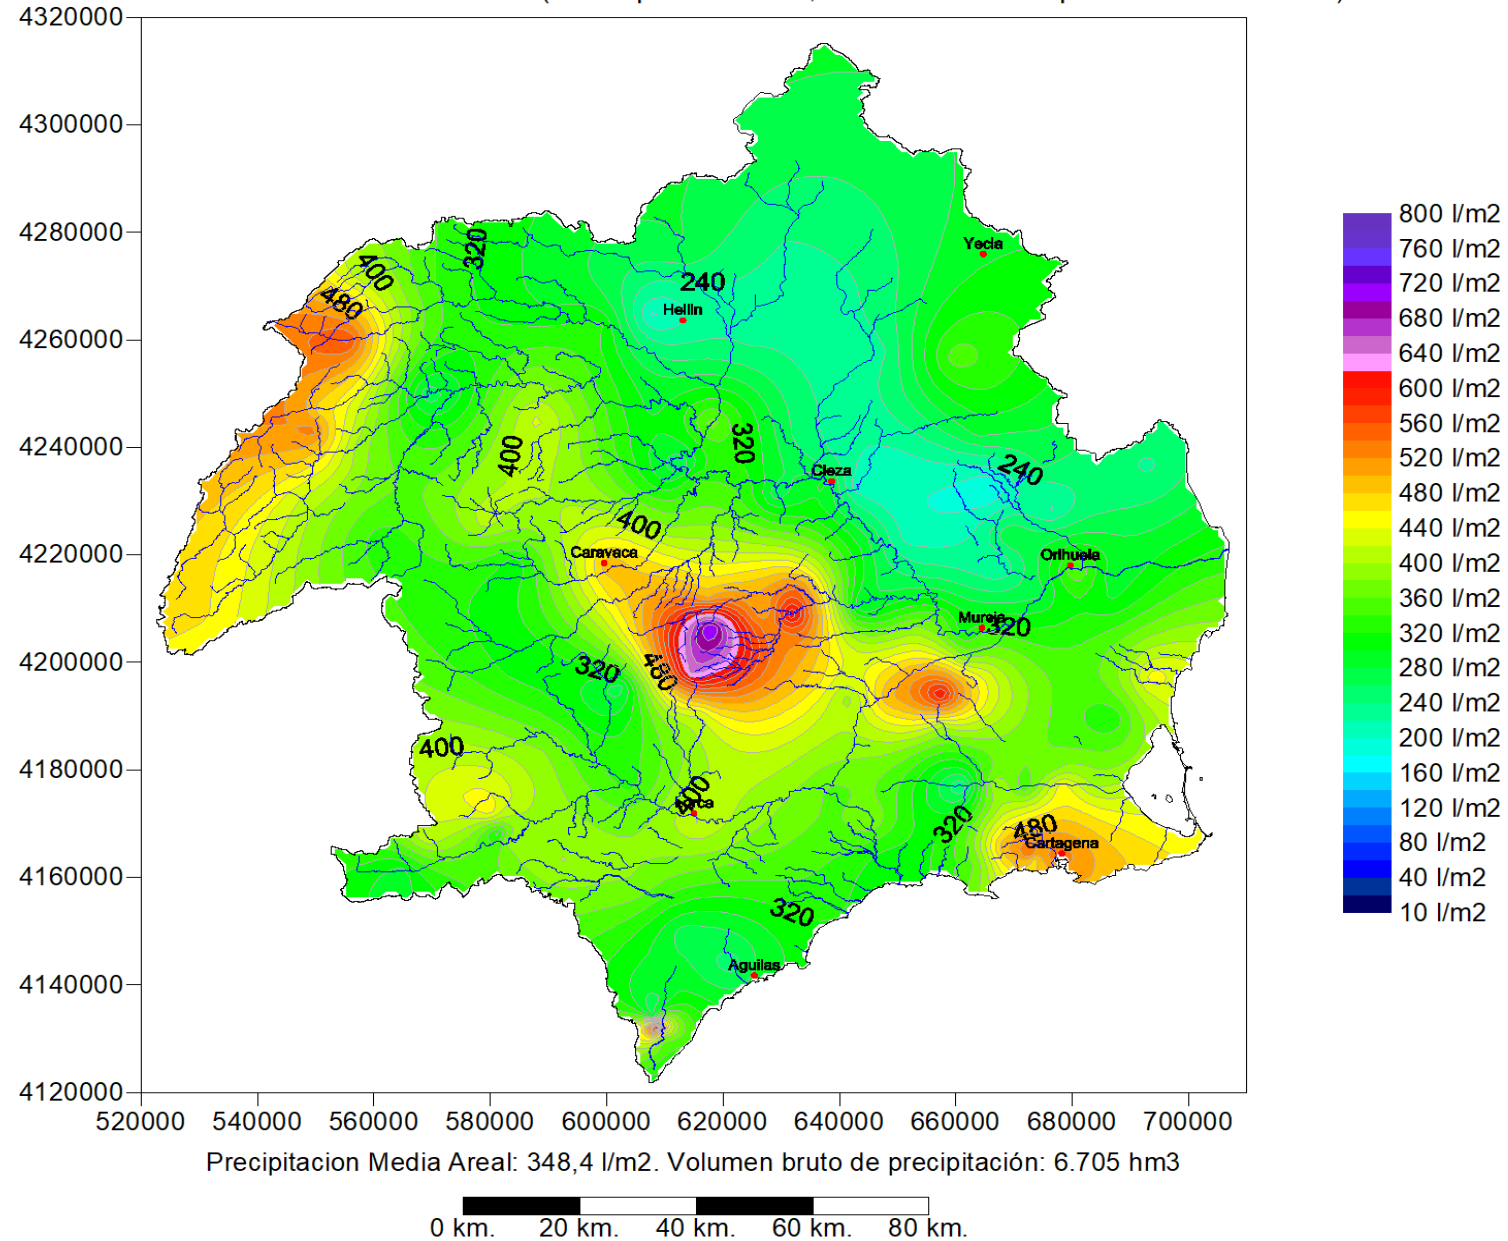 4320000
4300000
4280000
4260000
4240000
4220000
4200000
4180000
4160000
4140000
4120000
520000 540000 560000 580000 600000 620000 640000 660000 680000 700000
Yecla
320
400
480
240
Hellin
400
320
Cieza
240
400
Caravaca
Orihuela
Murcia
320
480
320
400
400
Lorca
320
480
Cartagena
320
Aguilas
800 l/m2
760 l/m2
720 l/m2
680 l/m2
640 l/m2
600 l/m2
560 l/m2
520 l/m2
480 l/m2
440 l/m2
400 l/m2
360 l/m2
320 l/m2
280 l/m2
240 l/m2
200 l/m2
160 l/m2
120 l/m2
80 l/m2
40 l/m2
10 l/m2
Precipitacion Media Areal: 348,4 l/m2. Volumen bruto de precipitación: 6.705 hm3
0 km. 20 km. 40 km. 60 km. 80 km.